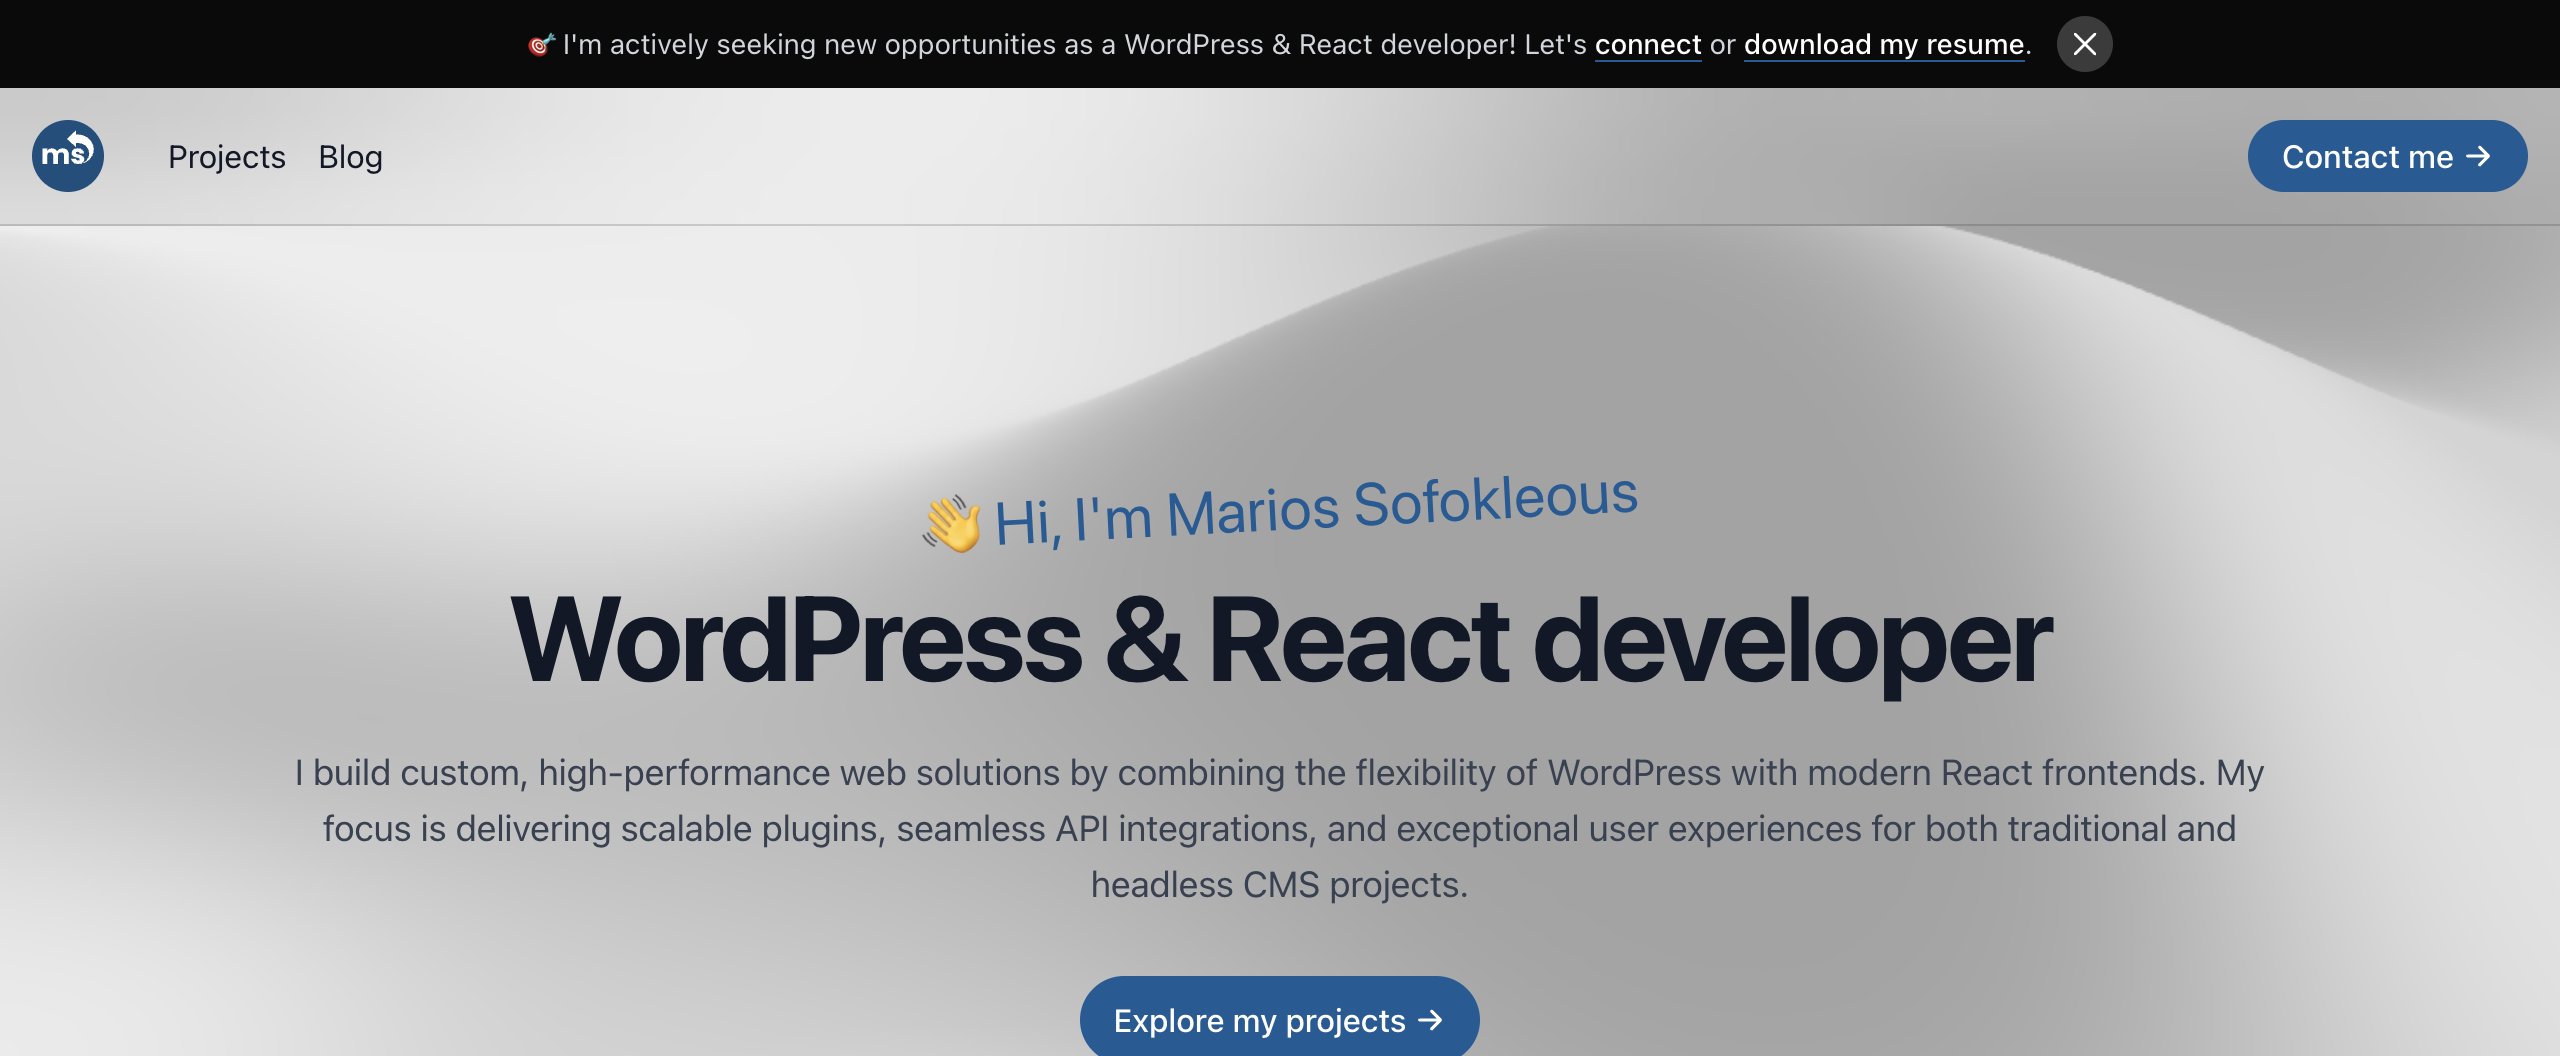 🎯 I'm actively seeking new opportunities as a WordPress & React developer! Let's connect or download my resume.
ms
Projects Blog
Contact me →
👋 Hi, I'm Marios Sofokleous
WordPress & React developer
I build custom, high-performance web solutions by combining the flexibility of WordPress with modern React frontends. My
focus is delivering scalable plugins, seamless API integrations, and exceptional user experiences for both traditional and
headless CMS projects.
Explore my projects →